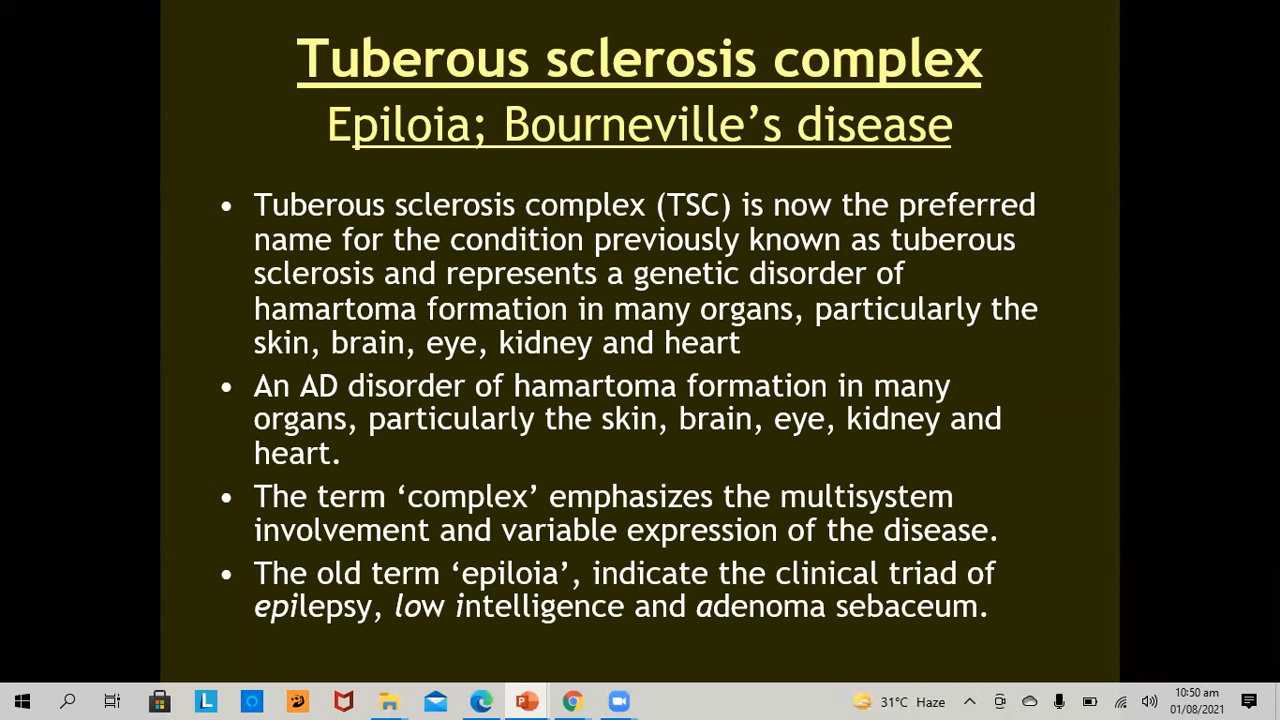 Tuberous sclerosis complex
Epiloia; Bourneville’s disease
• Tuberous sclerosis complex (TSC) is now the preferred
name for the condition previously known as tuberous
sclerosis and represents a genetic disorder of
hamartoma formation in many organs, particularly the
skin, brain, eye, kidney and heart
• An AD disorder of hamartoma formation in many
organs, particularly the skin, brain, eye, kidney and
heart.
• The term ‘complex’ emphasizes the multisystem
involvement and variable expression of the disease.
• The old term ‘epiloia’, indicate the clinical triad of
epilepsy, low intelligence and adenoma sebaceum.
31°C Haze
10:50 am
01/08/2021